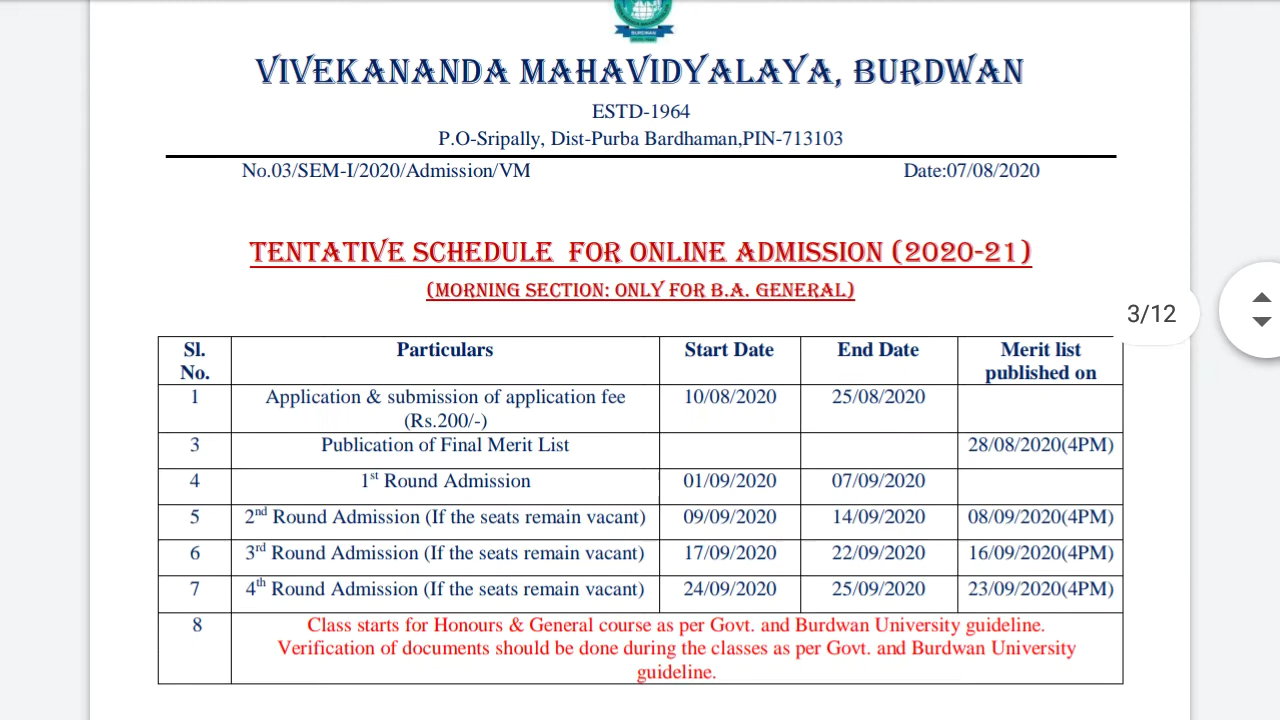 BURDWAN
VIVEKANANDA MAHAVIDYALAYA, BURDWAN
ESTD-1964
P.O-Sripally, Dist-Purba Bardhaman,PIN-713103
No.03/SEM-I/2020/Admission/VM Date:07/08/2020
TENTATIVE SCHEDULE FOR ONLINE ADMISSION (2020-21)
(MORNING SECTION: ONLY FOR B.A. GENERAL)
3/12
Sl. No. Particulars Start Date End Date Merit list published on
1 Application & submission of application fee (Rs.200/-) 10/08/2020 25/08/2020
3 Publication of Final Merit List 28/08/2020(4PM)
4 1st Round Admission 01/09/2020 07/09/2020
5 2nd Round Admission (If the seats remain vacant) 09/09/2020 14/09/2020 08/09/2020(4PM)
6 3rd Round Admission (If the seats remain vacant) 17/09/2020 22/09/2020 16/09/2020(4PM)
7 4th Round Admission (If the seats remain vacant) 24/09/2020 25/09/2020 23/09/2020(4PM)
8 Class starts for Honours & General course as per Govt. and Burdwan University guideline.
Verification of documents should be done during the classes as per Govt. and Burdwan University
guideline.